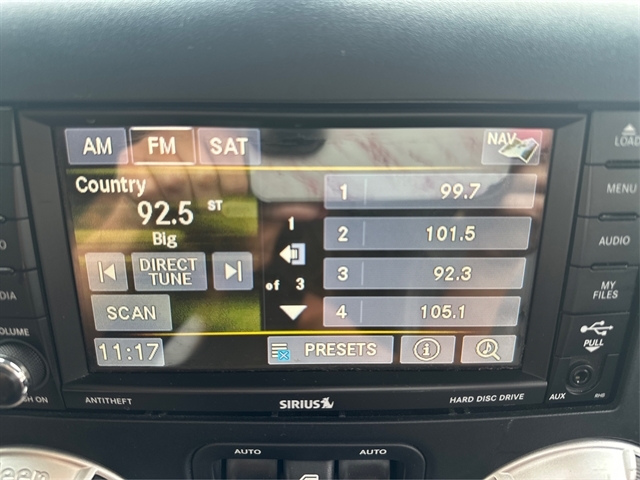 AM FM SAT NAV
LOAD
Country
92.5 ST
Big
1 99.7
MENU
1
2 101.5
AUDIO
DIRECT
TUNE
of 3
3 92.3
MY
FILES
SCAN
4 105.1
VOLUME
PULL
11:17
PRESETS
ANTITHEFT
SIRIUS
HARD DISC DRIVE
AUX
RHB
AUTO
AUTO